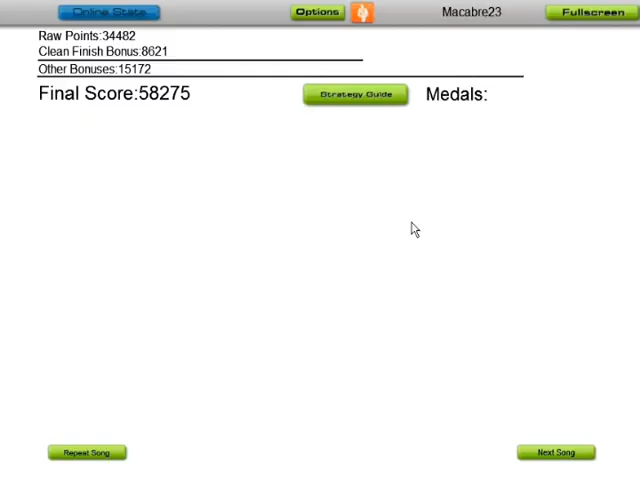 Online Stats Options Macabre23 Fullscreen
Raw Points:34482
Clean Finish Bonus:8621
Other Bonuses:15172
Final Score:58275 Strategy Guide Medals:
Repeat Song Next Song